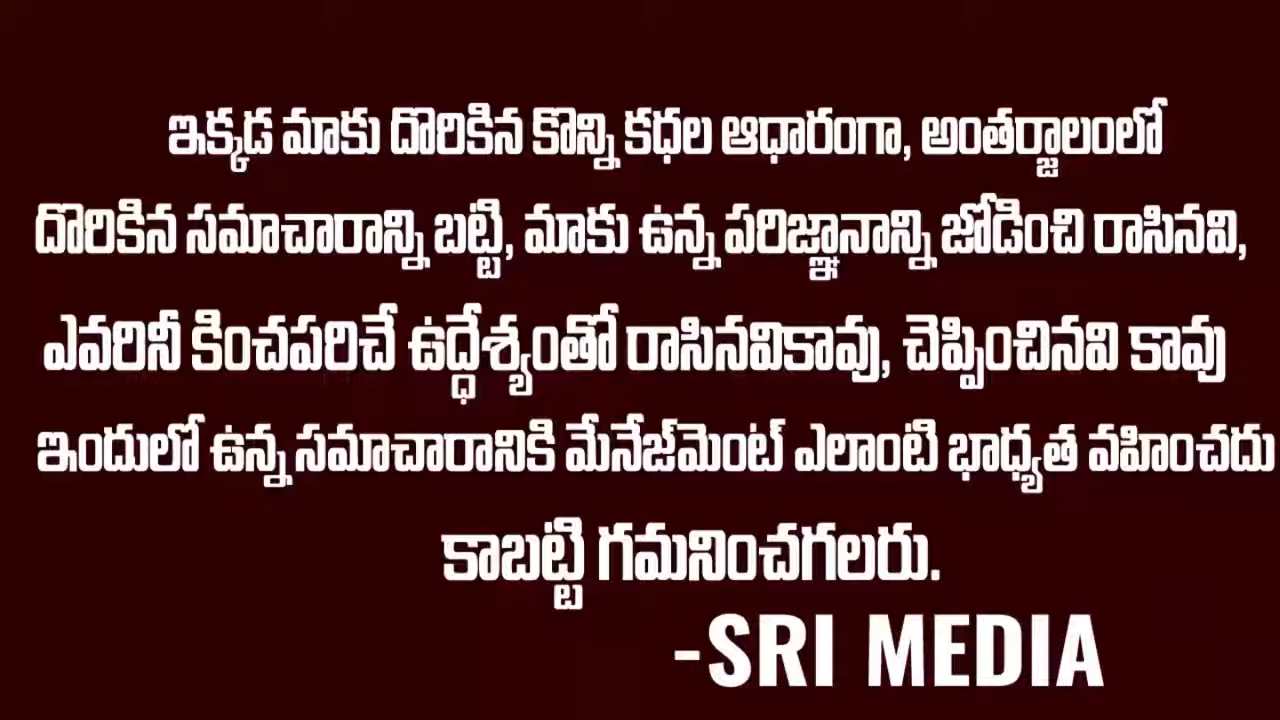 ఇక్కడ మాకు దొరికిన కొన్ని కధల ఆధారంగా, అంతర్జాలంలో
దొరికిన సమాచారాన్ని బట్టి, మాకు ఉన్న పరిజ్ఞానాన్ని జోడించి రాసినవి,
ఎవరినీ కించపరిచే ఉద్ధేశ్యంతో రాసినవికావు, చెప్పించినవి కావు
ఇందులో ఉన్న సమాచారానికి మేనేజ్‌మెంట్ ఎలాంటి భాధ్యత వహించదు
కాబట్టి గమనించగలరు.
-SRI MEDIA